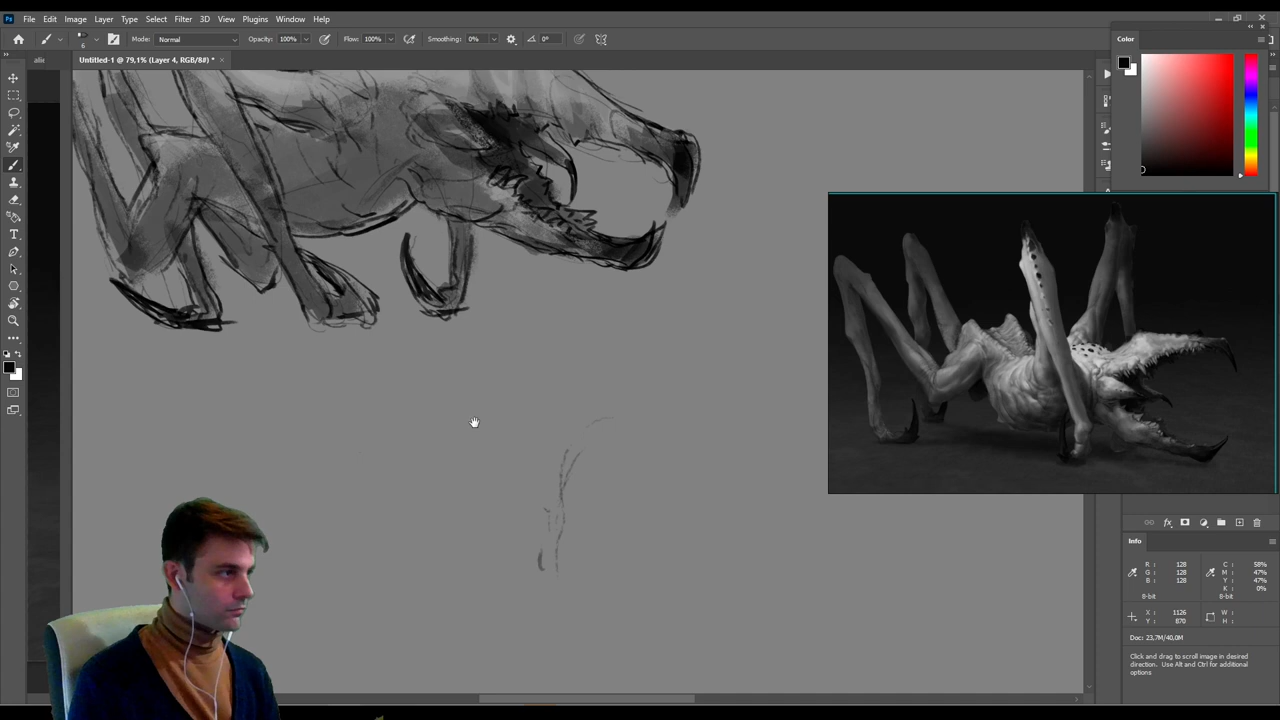 Ps File Edit Image Layer Type Select Filter 3D View Plugins Window Help
6 Mode: Normal Opacity: 100% Flow: 100% Smoothing: 0% 0°
Untitled-1 @ 79,1% (Layer 4, RGB/8#) * ×
Color
Info
R : 128 C : 58%
G : 128 M : 47%
B : 128 Y : 47%
K : 0%
8-bit 8-bit
X : 1126 W :
Y : 870 H :
Doc: 23,7M/40,0M
Click and drag to scroll image in desired
direction. Use Alt and Ctrl for additional
options